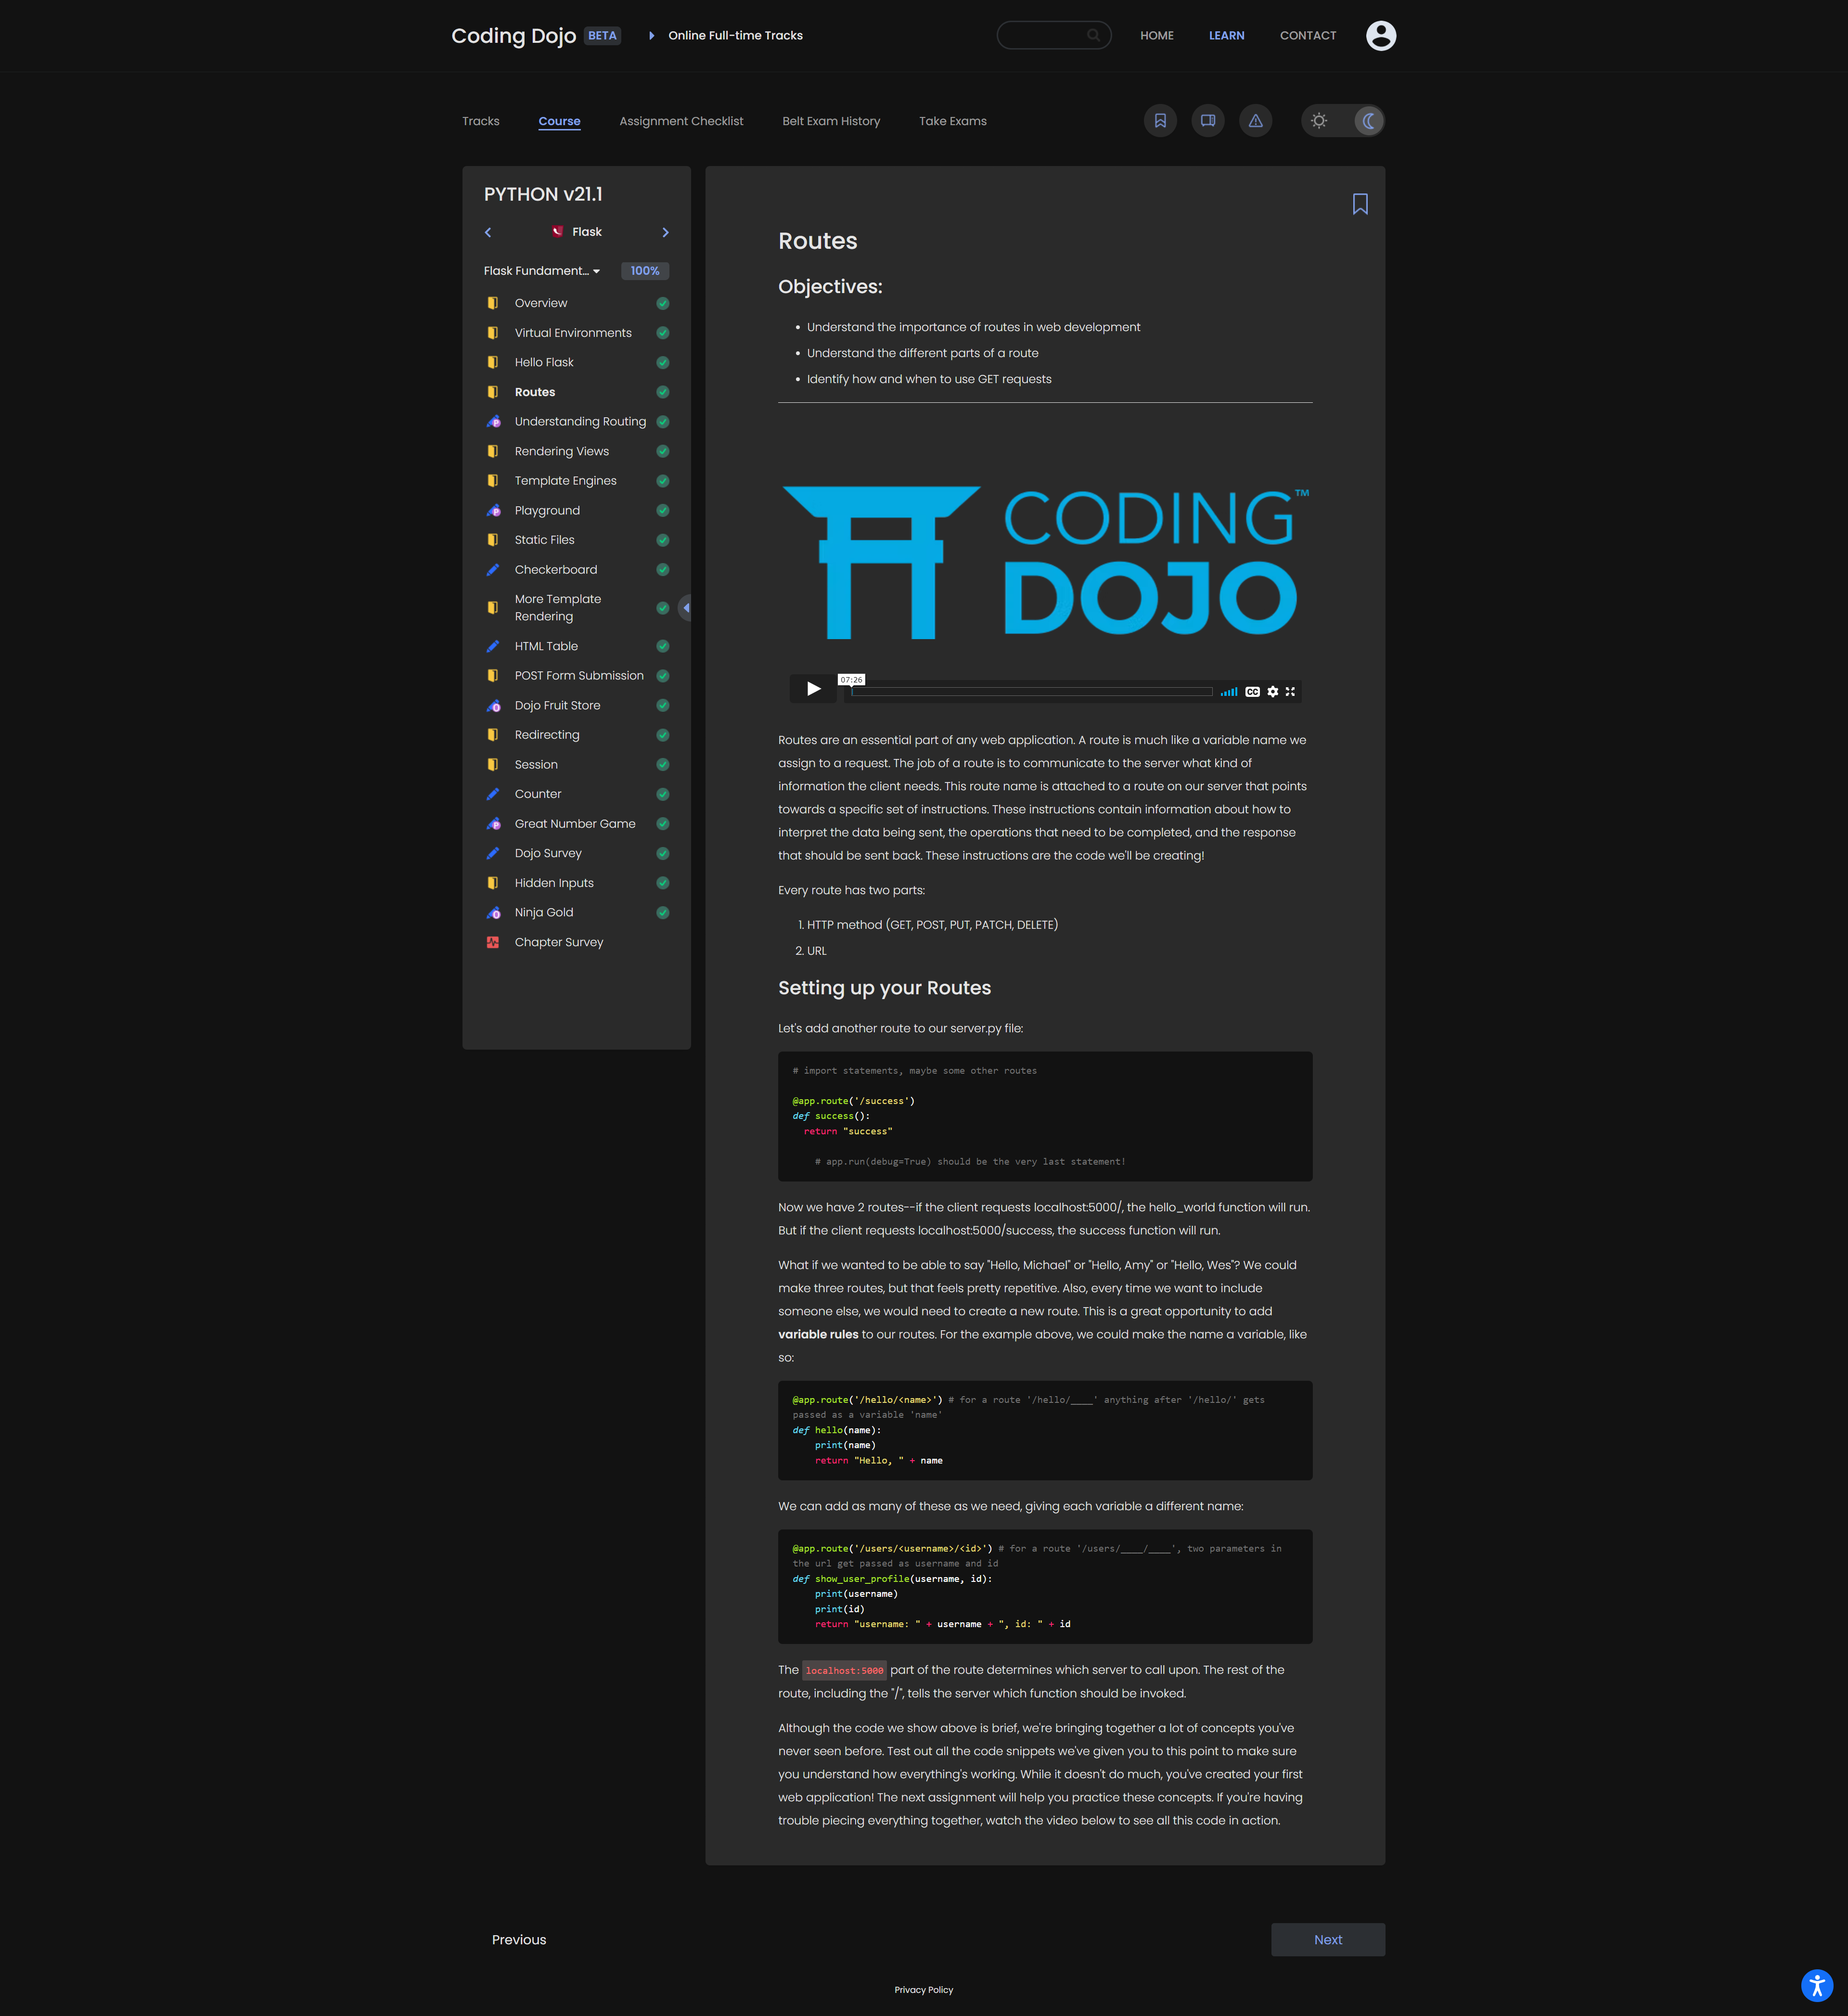 Coding Dojo BETA Online Full-time Tracks HOME LEARN CONTACT
Tracks Course Assignment Checklist Belt Exam History Take Exams
PYTHON v21.1
Flask
Flask Fundament... 100%
Overview
Virtual Environments
Hello Flask
Routes
Understanding Routing
Rendering Views
Template Engines
Playground
Static Files
Checkerboard
More Template
Rendering
HTML Table
POST Form Submission
Dojo Fruit Store
Redirecting
Session
Counter
Great Number Game
Dojo Survey
Hidden Inputs
Ninja Gold
Chapter Survey
Routes
Objectives:
• Understand the importance of routes in web development
• Understand the different parts of a route
• Identify how and when to use GET requests
CODING™
DOJO
07:26
CC
Routes are an essential part of any web application. A route is much like a variable name we
assign to a request. The job of a route is to communicate to the server what kind of
information the client needs. This route name is attached to a route on our server that points
towards a specific set of instructions. These instructions contain information about how to
interpret the data being sent, the operations that need to be completed, and the response
that should be sent back. These instructions are the code we'll be creating!
Every route has two parts:
1. HTTP method (GET, POST, PUT, PATCH, DELETE)
2. URL
Setting up your Routes
Let's add another route to our server.py file:
# import statements, maybe some other routes
@app.route('/success')
def success():
return "success"
# app.run(debug=True) should be the very last statement!
Now we have 2 routes--if the client requests localhost:5000/, the hello_world function will run.
But if the client requests localhost:5000/success, the success function will run.
What if we wanted to be able to say "Hello, Michael" or "Hello, Amy" or "Hello, Wes"? We could
make three routes, but that feels pretty repetitive. Also, every time we want to include
someone else, we would need to create a new route. This is a great opportunity to add
variable rules to our routes. For the example above, we could make the name a variable, like
so:
@app.route('/hello/<name>') # for a route '/hello/____' anything after '/hello/' gets
passed as a variable 'name'
def hello(name):
print(name)
return "Hello, " + name
We can add as many of these as we need, giving each variable a different name:
@app.route('/users/<username>/<id>') # for a route '/users/____/____', two parameters in
the url get passed as username and id
def show_user_profile(username, id):
print(username)
print(id)
return "username: " + username + ", id: " + id
The localhost:5000 part of the route determines which server to call upon. The rest of the
route, including the "/", tells the server which function should be invoked.
Although the code we show above is brief, we're bringing together a lot of concepts you've
never seen before. Test out all the code snippets we've given you to this point to make sure
you understand how everything's working. While it doesn't do much, you've created your first
web application! The next assignment will help you practice these concepts. If you're having
trouble piecing everything together, watch the video below to see all this code in action.
Previous Next
Privacy Policy